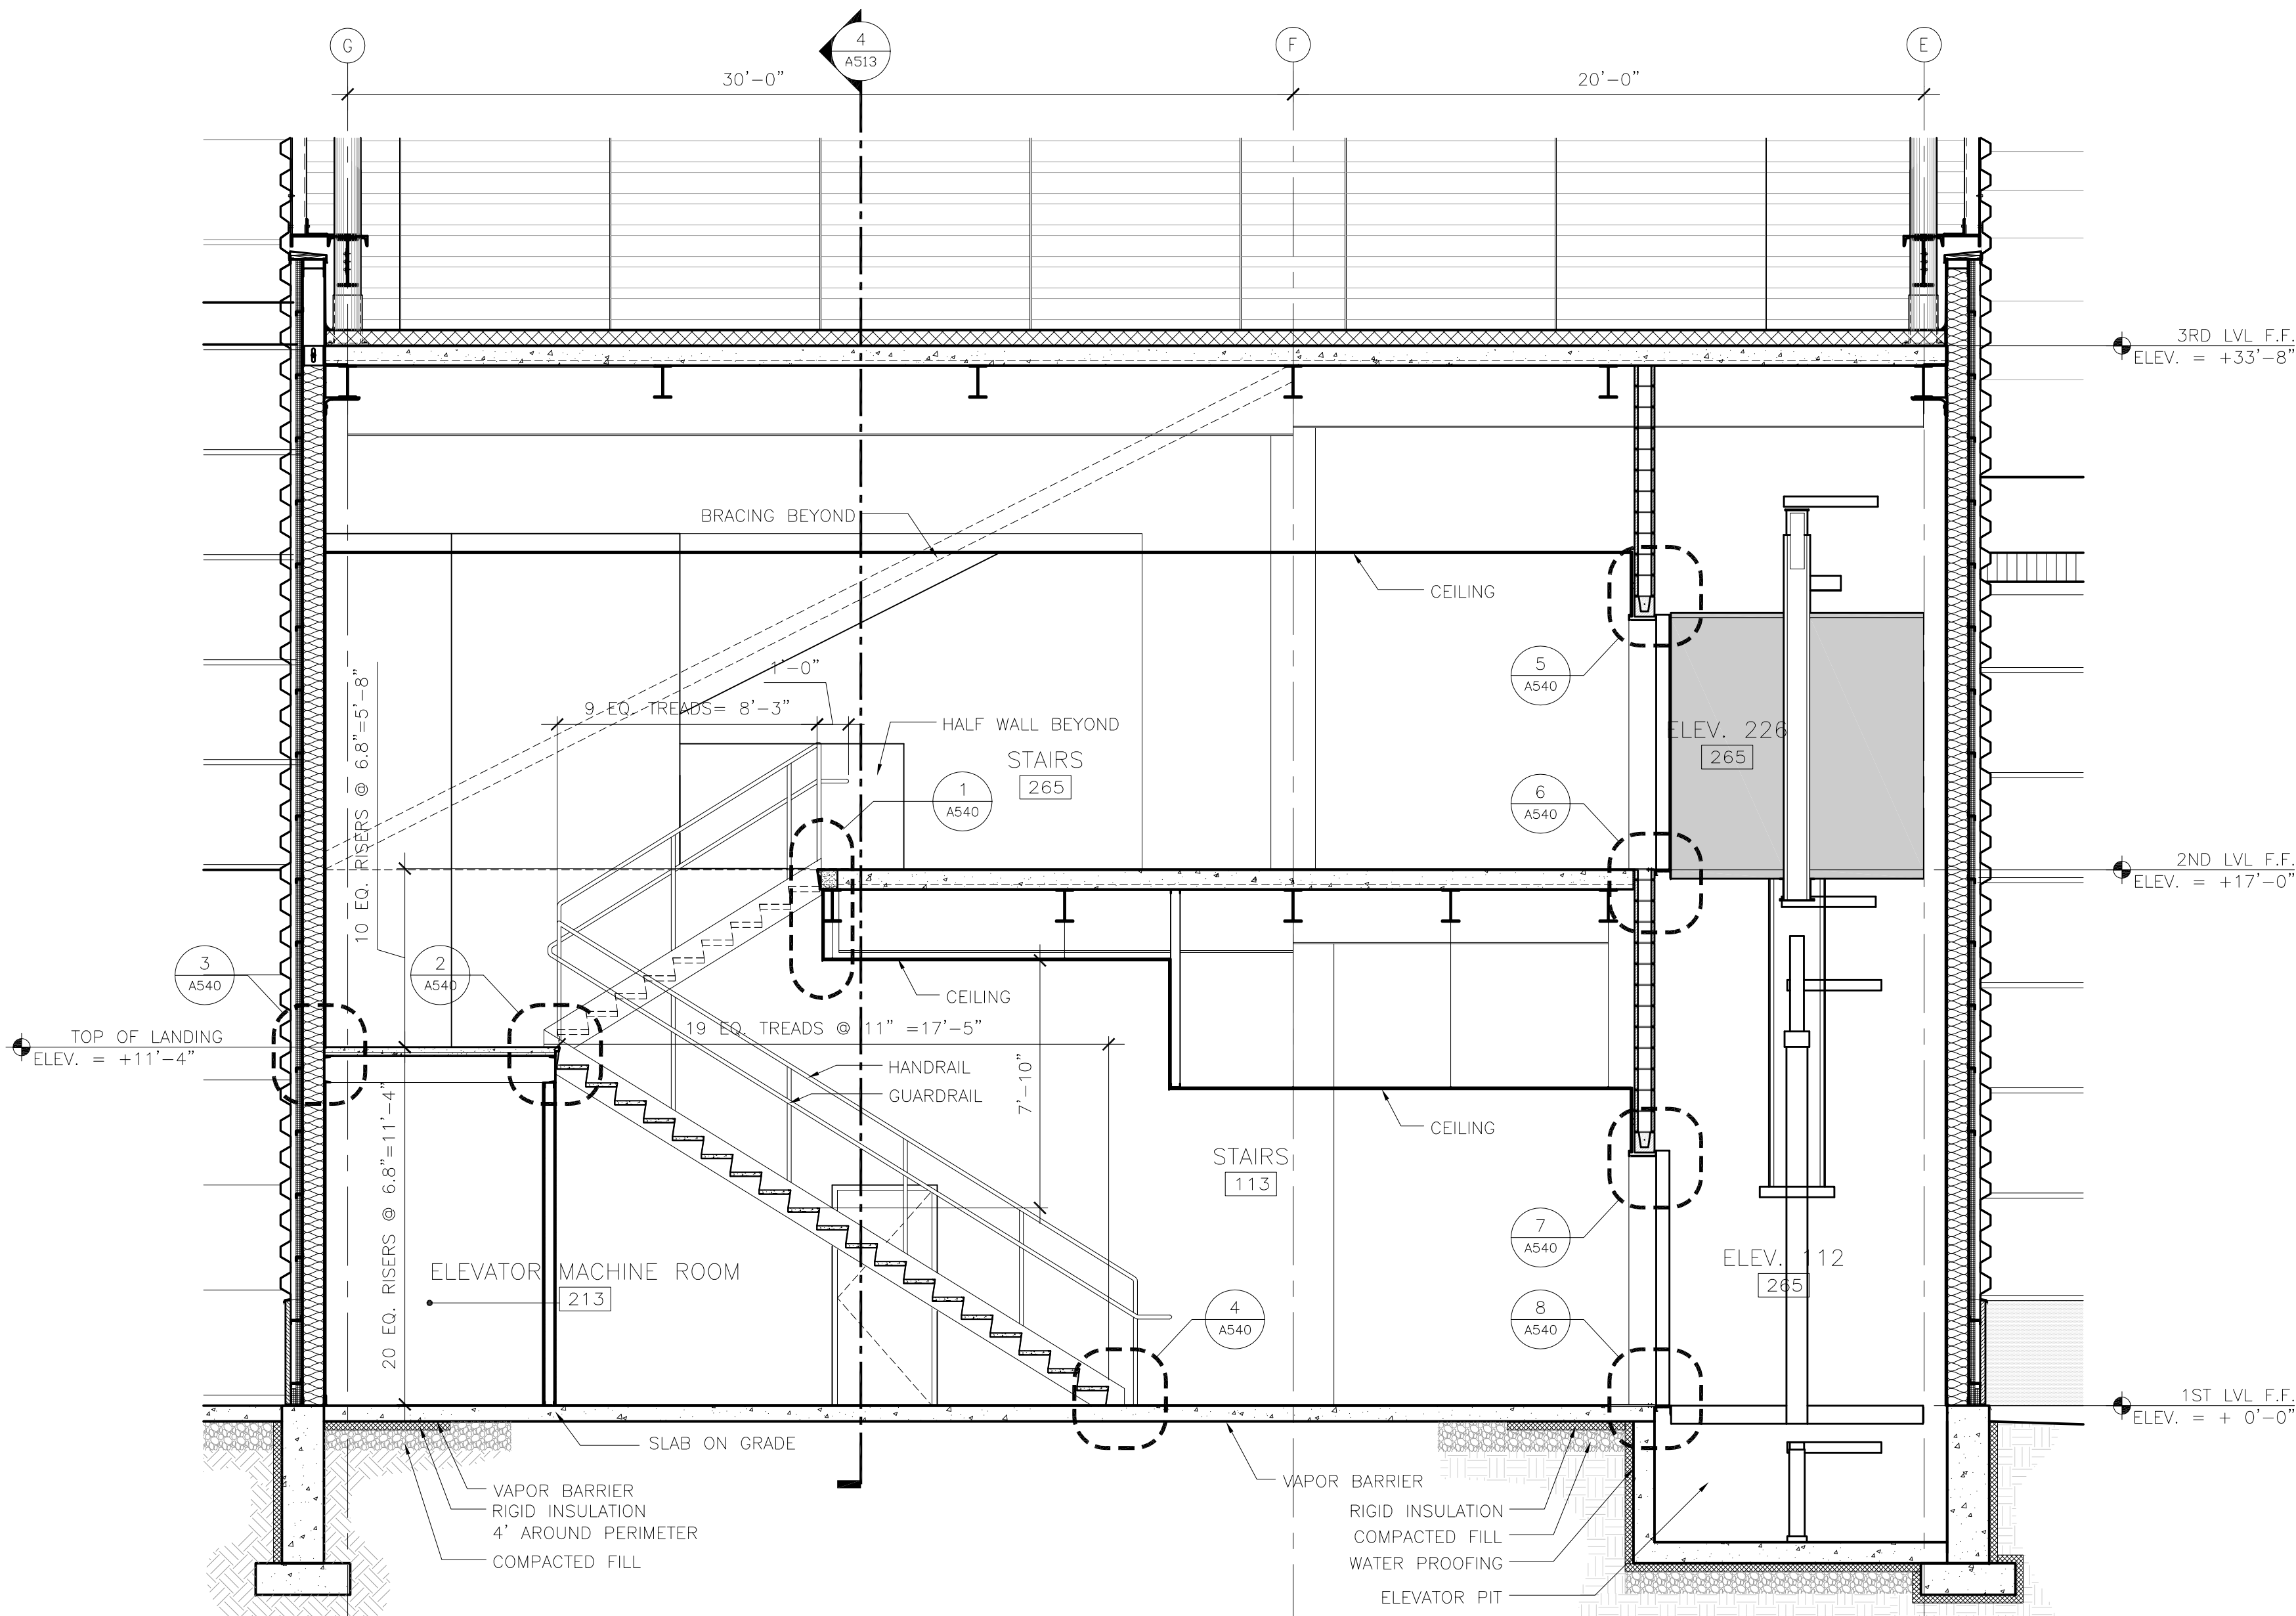 G
4
A513
F
E
30'-0"
20'-0"
3RD LVL F.F.
ELEV. = +33'-8"
BRACING BEYOND
CEILING
1'-0"
9 EQ. TREADS= 8'-3"
HALF WALL BEYOND
STAIRS
265
1
A540
10 EQ. RISERS @ 6.8"=5'-8"
5
A540
ELEV. 226
265
6
A540
2ND LVL F.F.
ELEV. = +17'-0"
3
A540
2
A540
CEILING
19 EQ. TREADS @ 11" =17'-5"
TOP OF LANDING
ELEV. = +11'-4"
HANDRAIL
GUARDRAIL
7'-10"
CEILING
STAIRS
113
20 EQ. RISERS @ 6.8"=11'-4"
7
A540
ELEV. 112
265
ELEVATOR MACHINE ROOM
213
4
A540
8
A540
1ST LVL F.F.
ELEV. = + 0'-0"
SLAB ON GRADE
VAPOR BARRIER
RIGID INSULATION
4' AROUND PERIMETER
COMPACTED FILL
VAPOR BARRIER
RIGID INSULATION
COMPACTED FILL
WATER PROOFING
ELEVATOR PIT